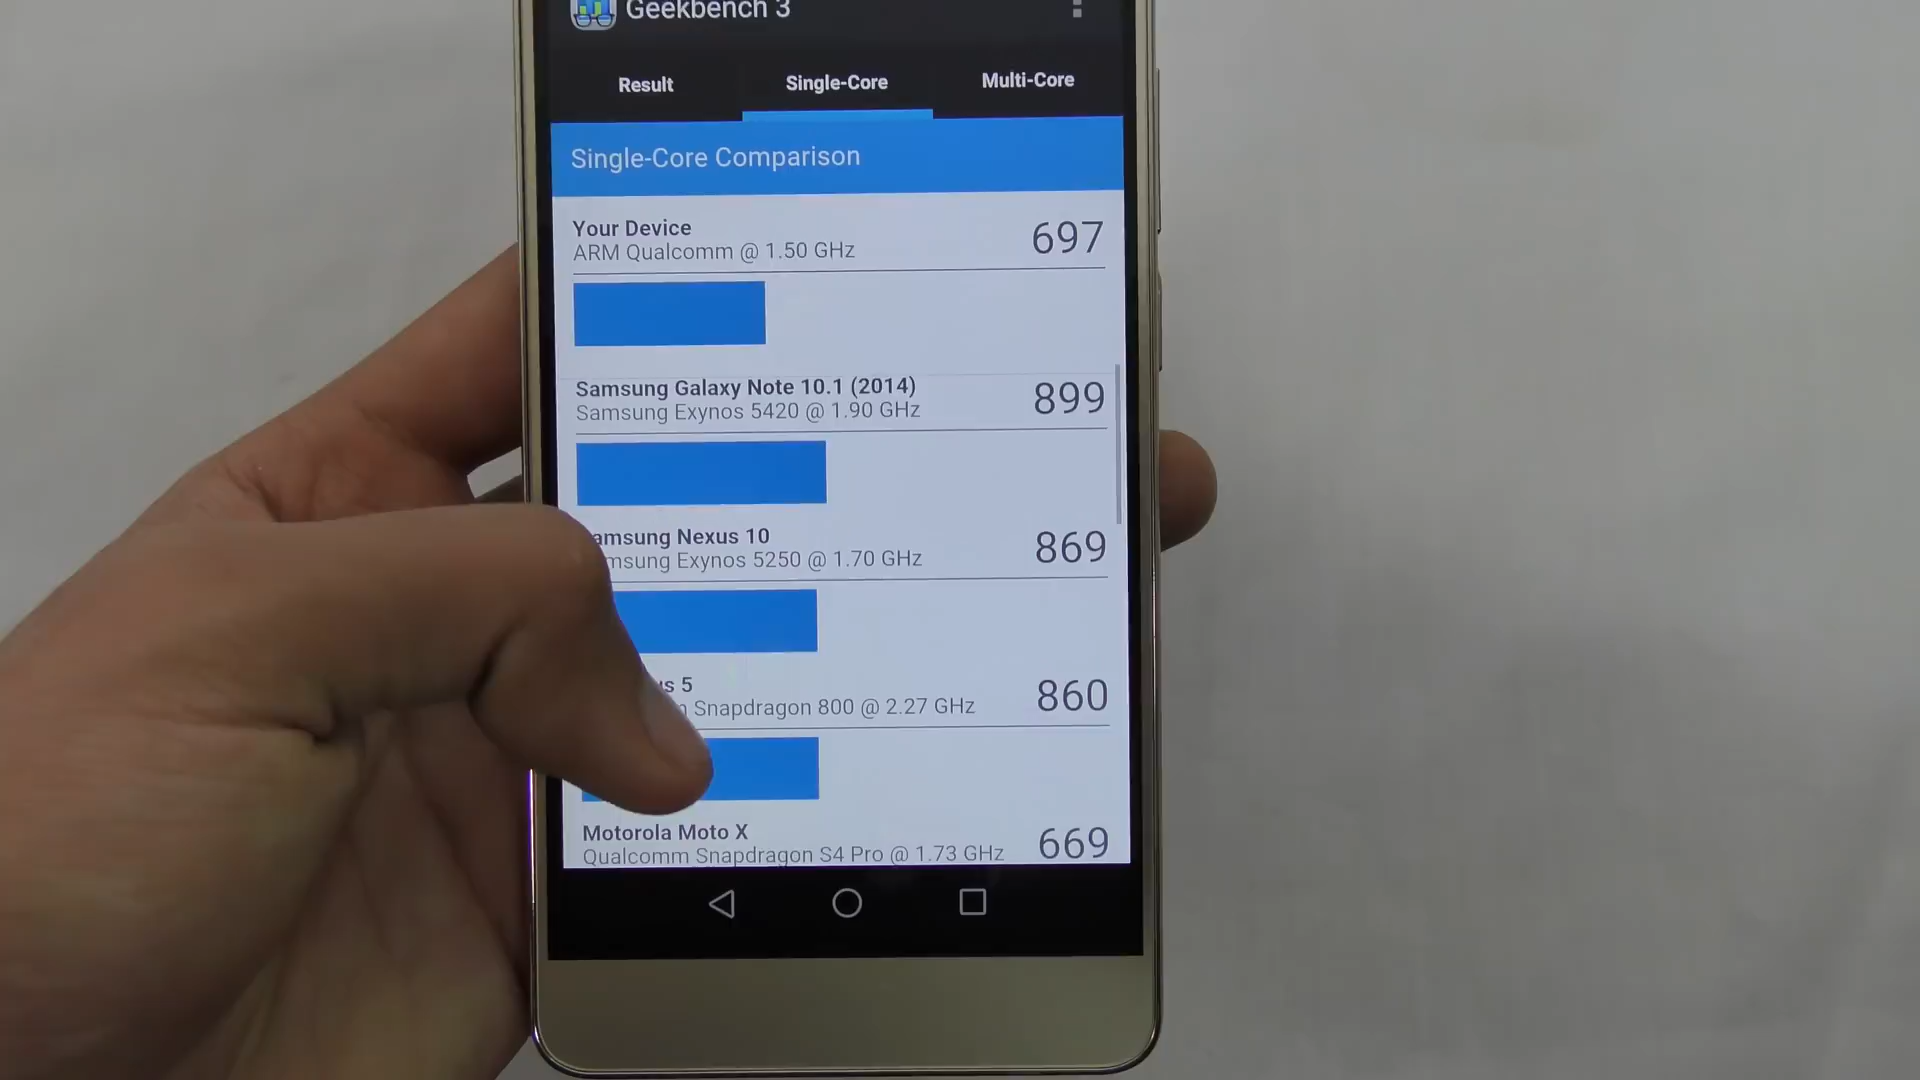 Geekbench 3
Result Single-Core Multi-Core
Single-Core Comparison
Your Device 697
ARM Qualcomm @ 1.50 GHz
Samsung Galaxy Note 10.1 (2014) 899
Samsung Exynos 5420 @ 1.90 GHz
amsung Nexus 10 869
msung Exynos 5250 @ 1.70 GHz
5 860
Snapdragon 800 @ 2.27 GHz
Motorola Moto X 669
Qualcomm Snapdragon S4 Pro @ 1.73 GHz